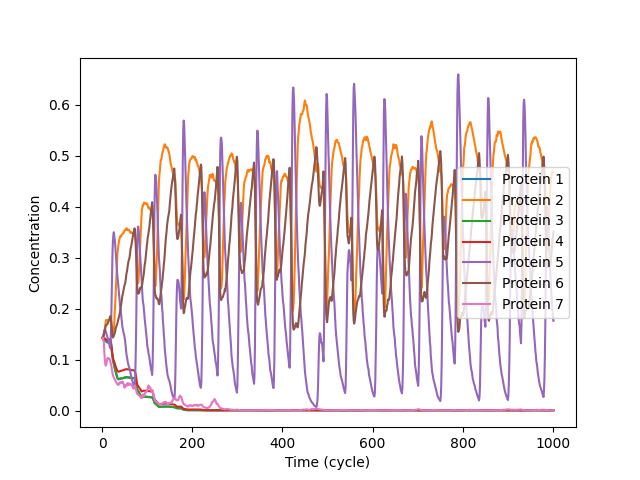 0.6
0.5
0.4
0.3
0.2
0.1
0.0
Concentration
0
200
400
600
800
1000
Time (cycle)
Protein 1
Protein 2
Protein 3
Protein 4
Protein 5
Protein 6
Protein 7